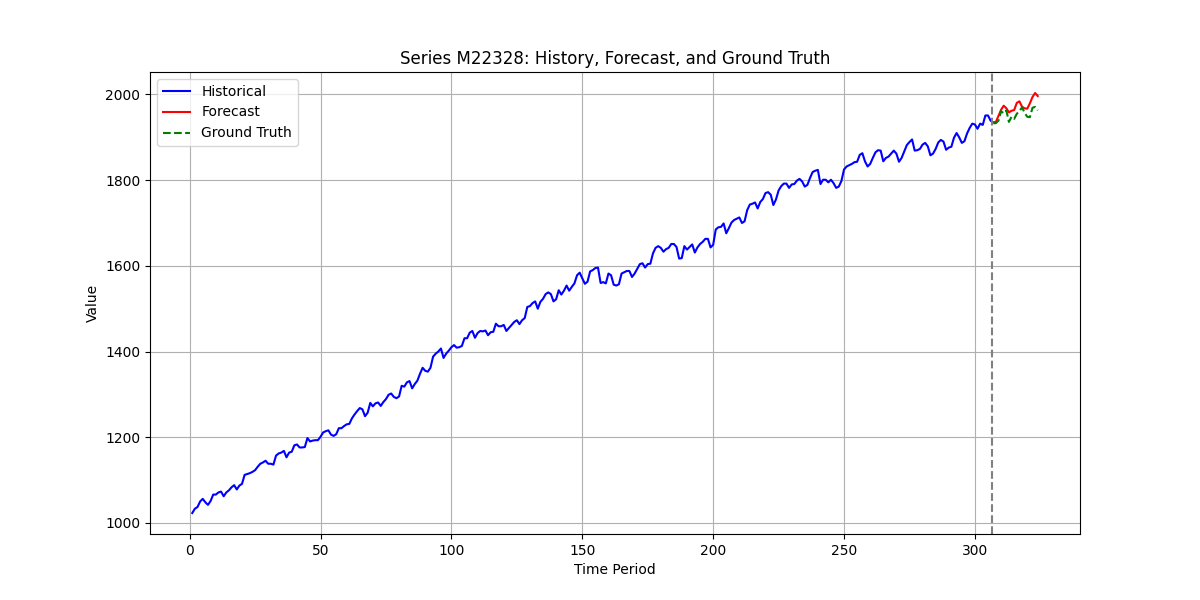 Series M22328: History, Forecast, and Ground Truth
Historical
Forecast
Ground Truth
2000
1800
1600
1400
1200
1000
Value
0 50 100 150 200 250 300
Time Period